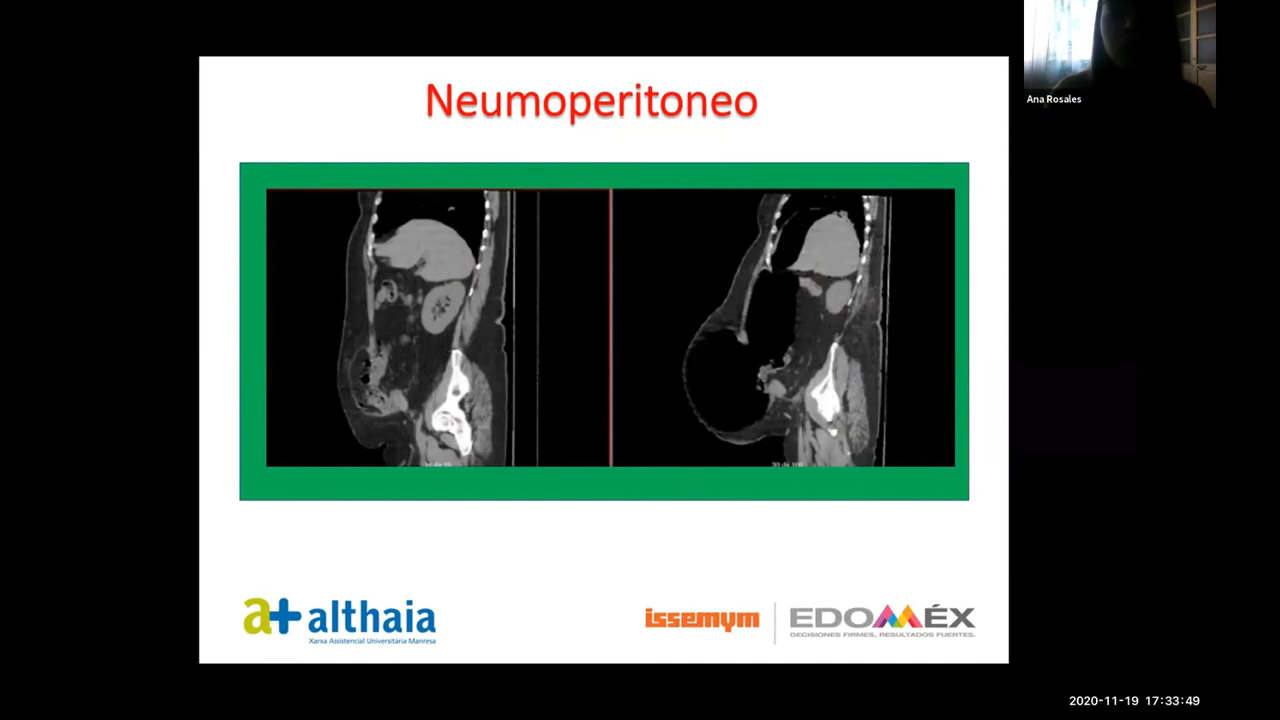 Neumoperitoneo
Ana Rosales
a+ althaia
Xarxa Assistencial Universitària Manresa
issemym
EDOMÉX
DECISIONES FIRMES, RESULTADOS FUERTES.
2020-11-19 17:33:49